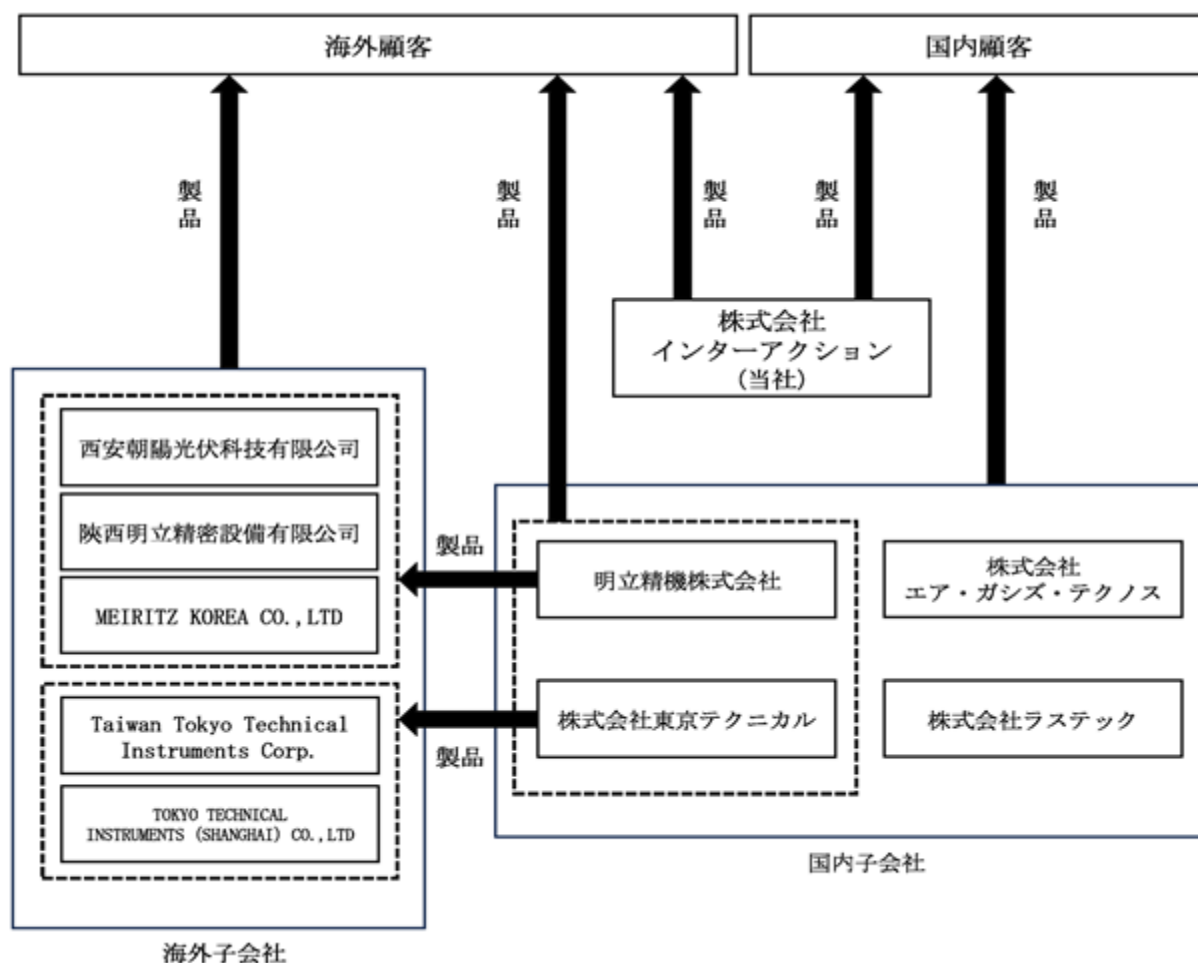 海外顧客
国内顧客
製品
製品
製品
製品
製品
株式会社
インターアクション
（当社）
西安朝陽光伏科技有限公司
陝西明立精密設備有限公司
MEIRITZ KOREA CO.,LTD
Taiwan Tokyo Technical
Instruments Corp.
TOKYO TECHNICAL
INSTRUMENTS (SHANGHAI) CO.,LTD
海外子会社
製品
製品
明立精機株式会社
株式会社
エア・ガシズ・テクノス
株式会社東京テクニカル
株式会社ラステック
国内子会社